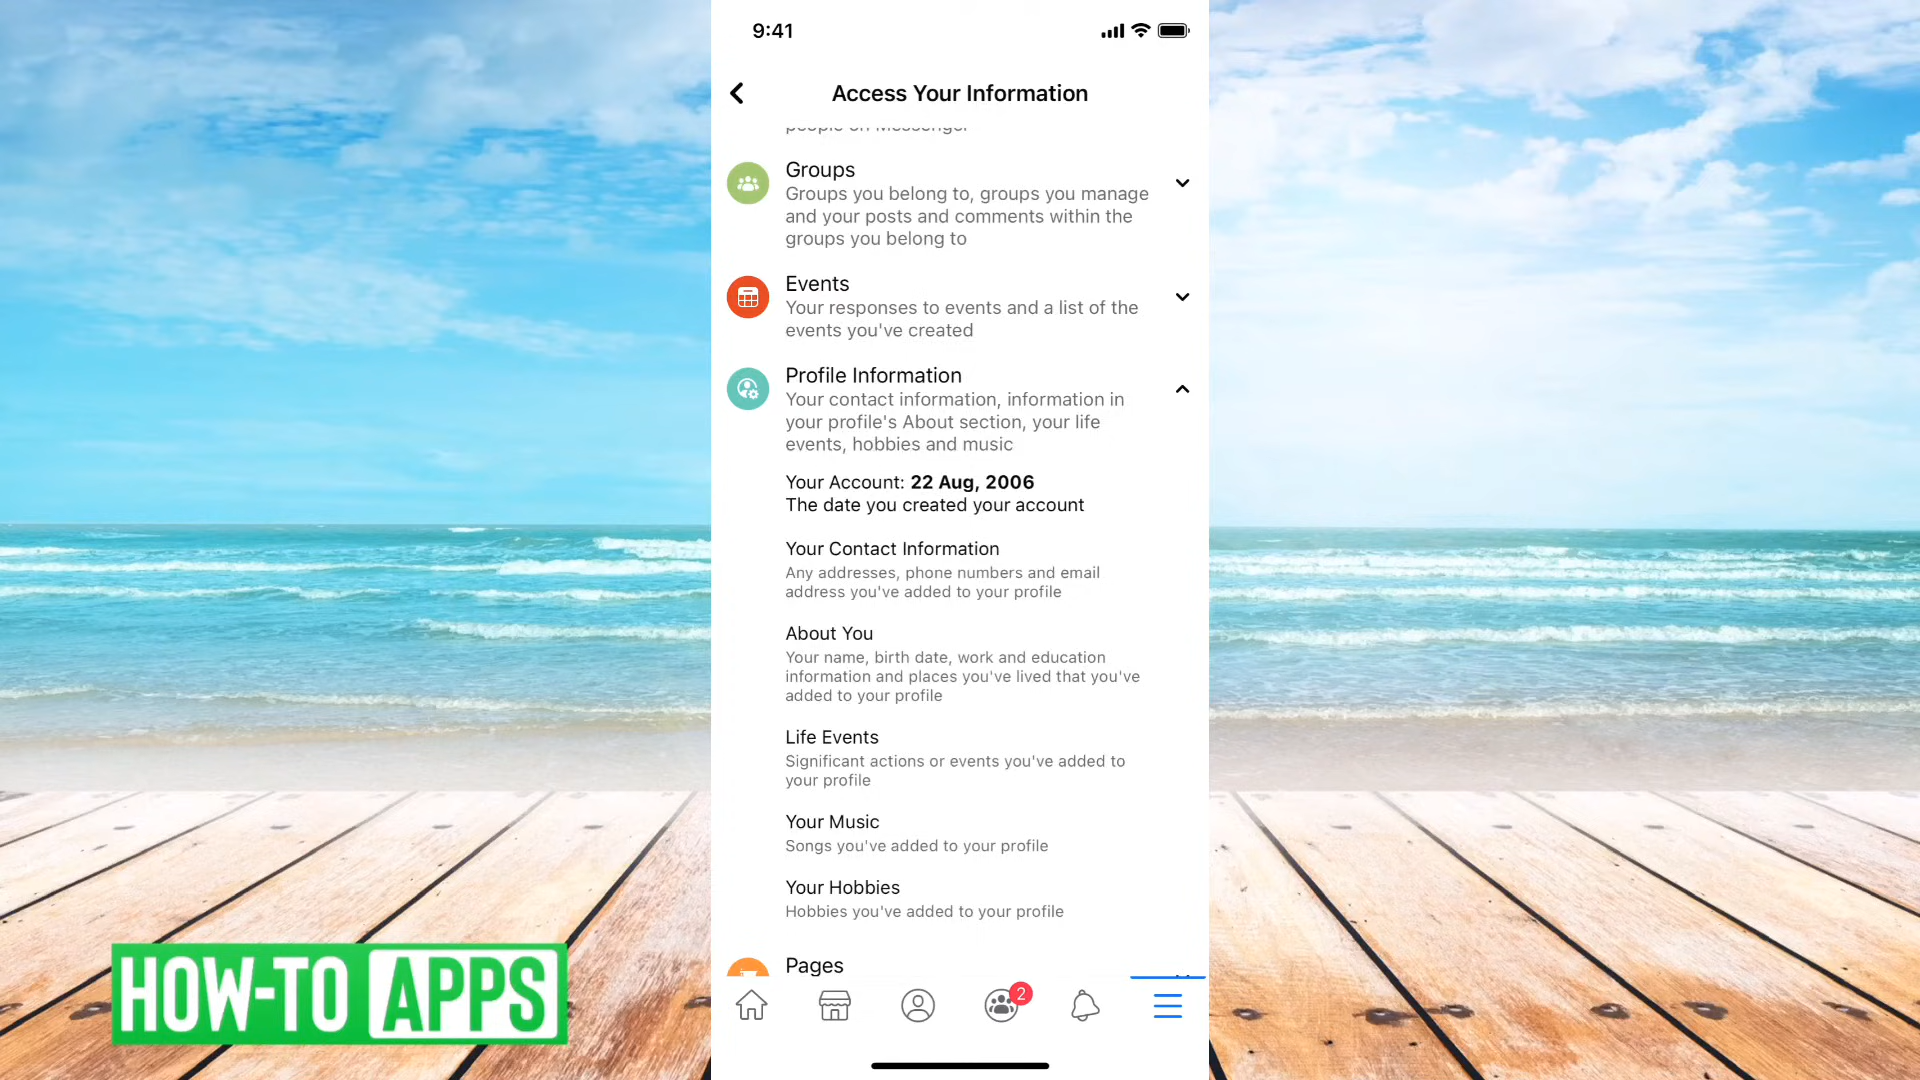 9:41
Access Your Information
people on Messenger
Groups
Groups you belong to, groups you manage
and your posts and comments within the
groups you belong to
Events
Your responses to events and a list of the
events you've created
Profile Information
Your contact information, information in
your profile's About section, your life
events, hobbies and music
Your Account: 22 Aug, 2006
The date you created your account
Your Contact Information
Any addresses, phone numbers and email
address you've added to your profile
About You
Your name, birth date, work and education
information and places you've lived that you've
added to your profile
Life Events
Significant actions or events you've added to
your profile
Your Music
Songs you've added to your profile
Your Hobbies
Hobbies you've added to your profile
Pages
2
HOW-TO APPS